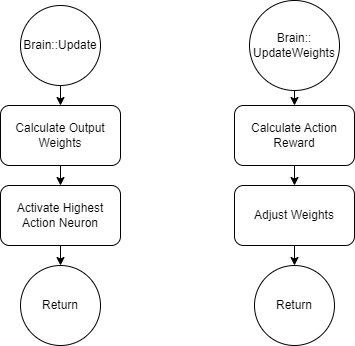 Brain::Update
Calculate Output
Weights
Activate Highest
Action Neuron
Return
Brain::
UpdateWeights
Calculate Action
Reward
Adjust Weights
Return